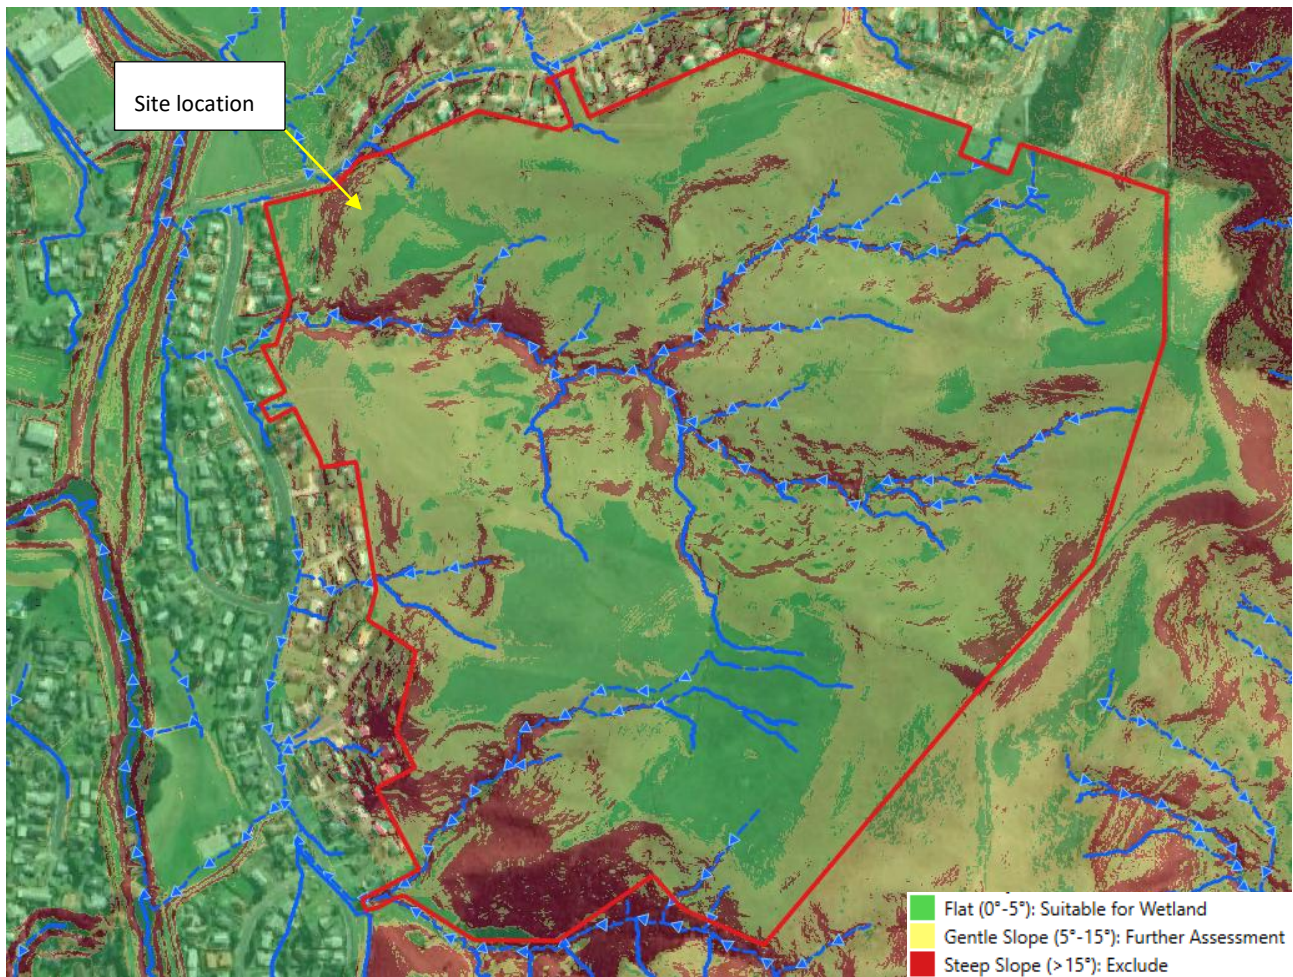 Site location
Flat (0°-5°): Suitable for Wetland
Gentle Slope (5°-15°): Further Assessment
Steep Slope (>15°): Exclude